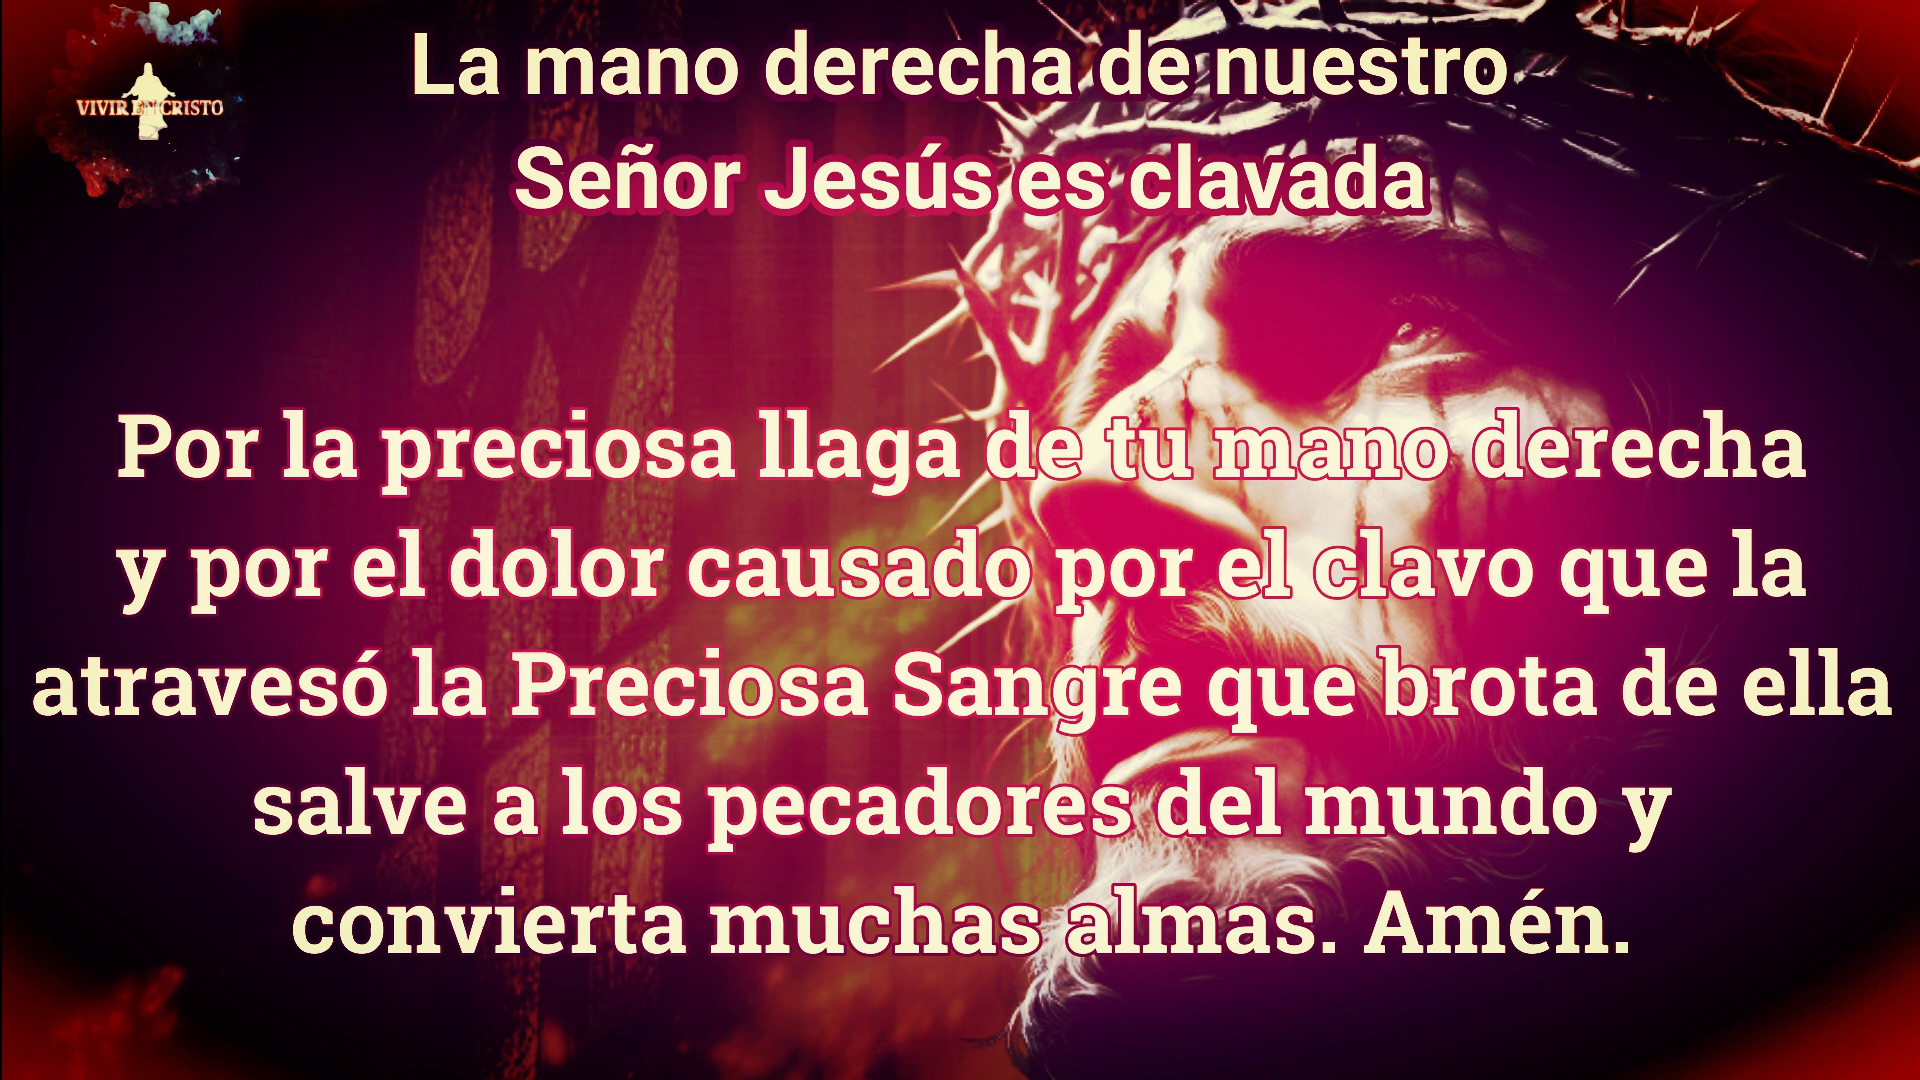 VIVIR EN CRISTO
La mano derecha de nuestro
Señor Jesús es clavada
Por la preciosa llaga de tu mano derecha
y por el dolor causado por el clavo que la
atravesó la Preciosa Sangre que brota de ella
salve a los pecadores del mundo y
convierta muchas almas. Amén.